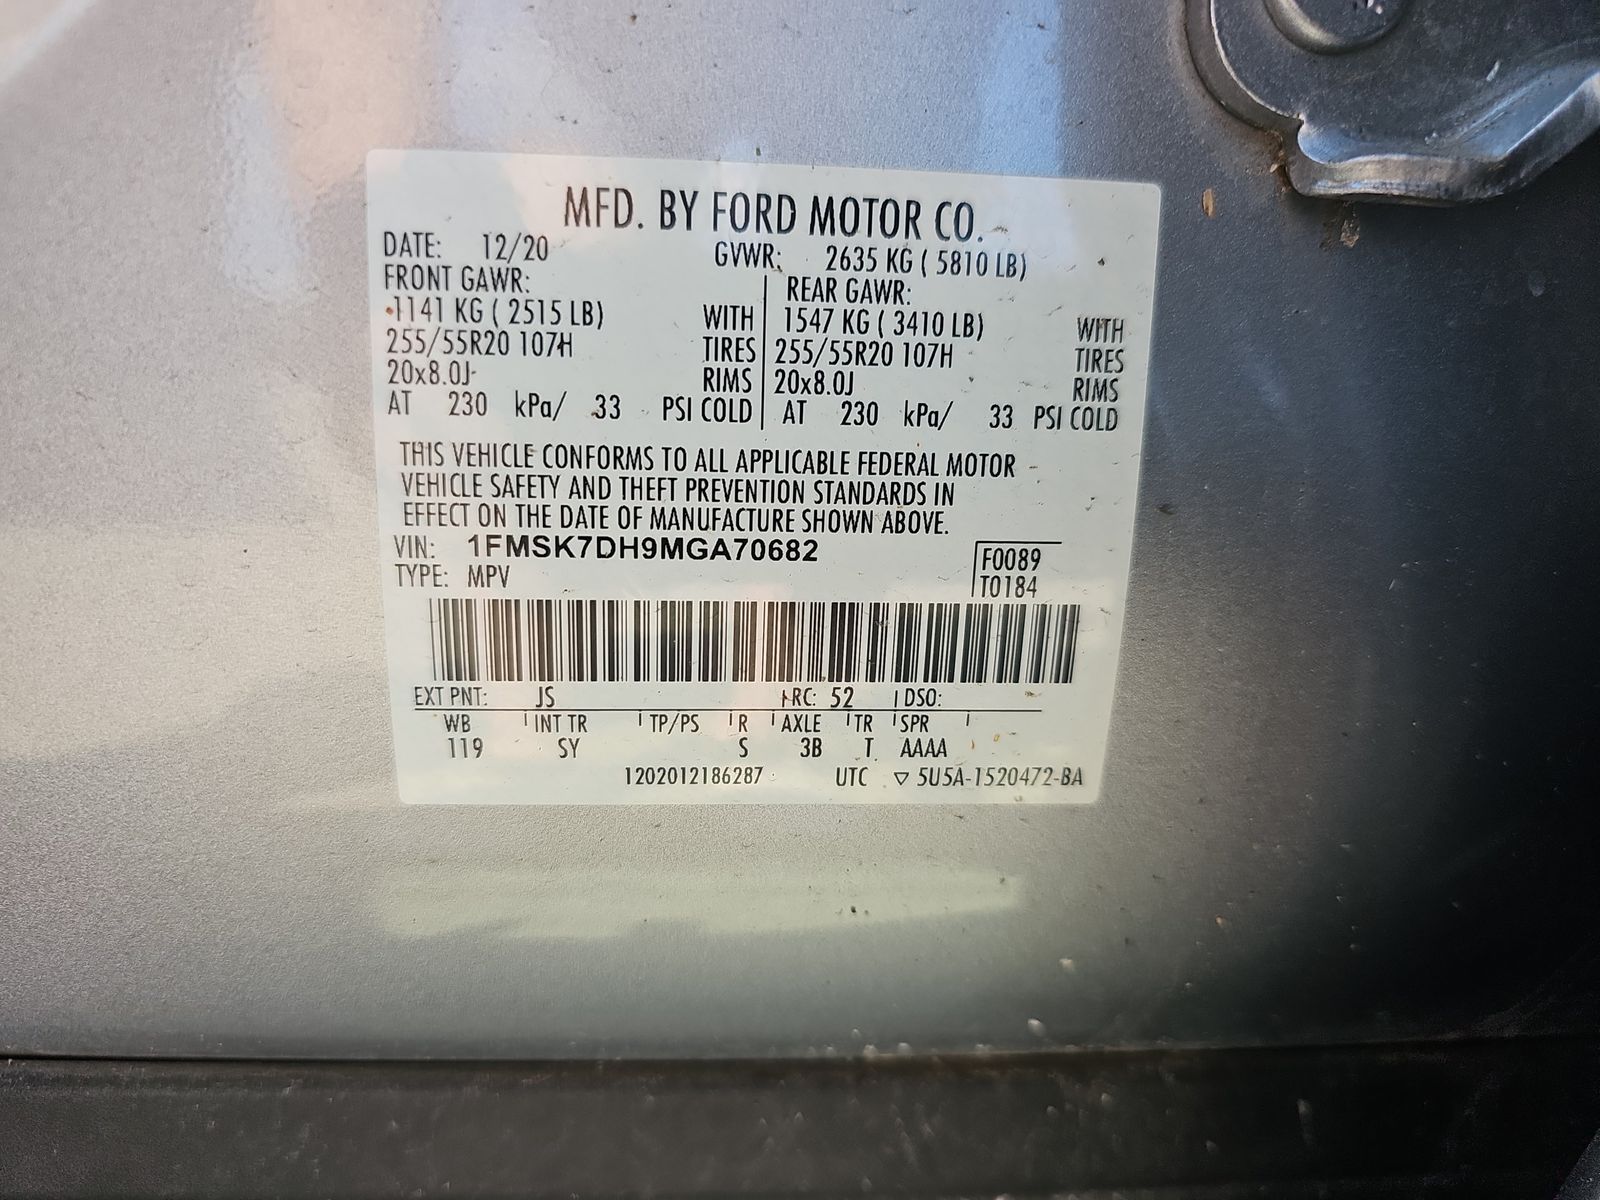 MFD. BY FORD MOTOR CO.
DATE: 12/20 GVWR: 2635 KG ( 5810 LB)
FRONT GAWR: REAR GAWR:
1141 KG ( 2515 LB) WITH 1547 KG ( 3410 LB) WITH
255/55R20 107H TIRES 255/55R20 107H TIRES
20x8.0J RIMS 20x8.0J RIMS
AT 230 kPa/ 33 PSI COLD AT 230 kPa/ 33 PSI COLD
THIS VEHICLE CONFORMS TO ALL APPLICABLE FEDERAL MOTOR
VEHICLE SAFETY AND THEFT PREVENTION STANDARDS IN
EFFECT ON THE DATE OF MANUFACTURE SHOWN ABOVE.
VIN: 1FMSK7DH9MGA70682 F0089
TYPE: MPV T0184
EXT PNT: JS RC: 52 DSO:
WB INT TR TP/PS R AXLE TR SPR
119 SY S 3B T AAAA
1202012186287 UTC ▽ 5U5A-1520472-BA